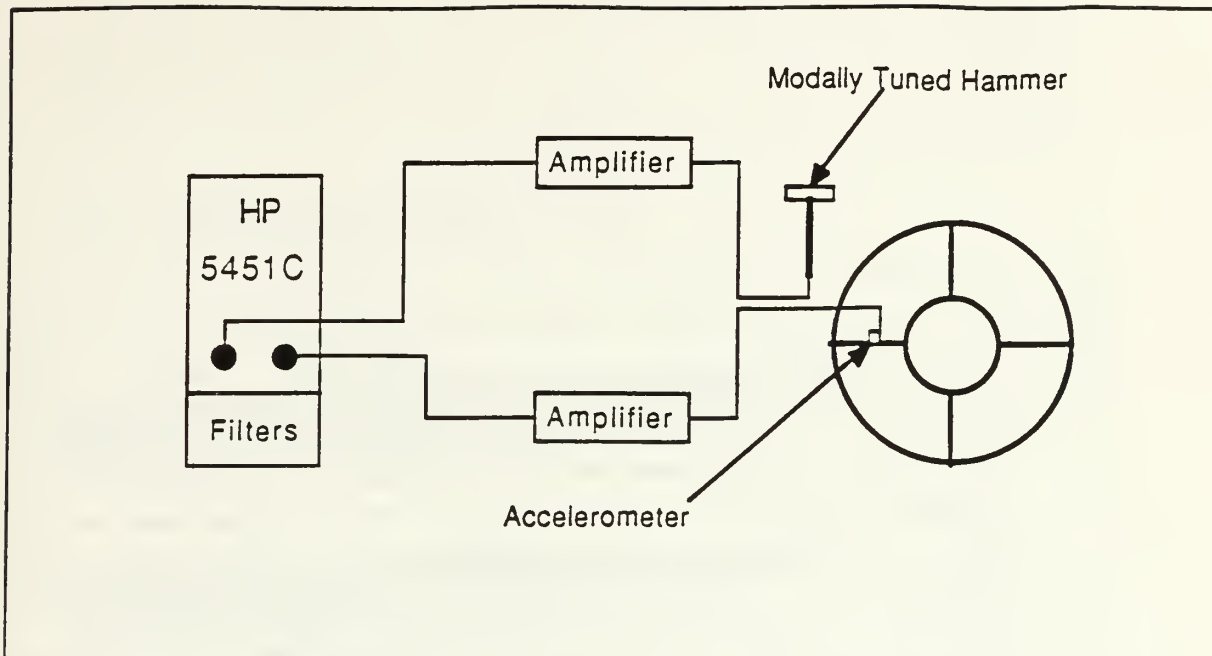 Modally Tuned Hammer
Amplifier
HP
5451C
Filters
Amplifier
Accelerometer